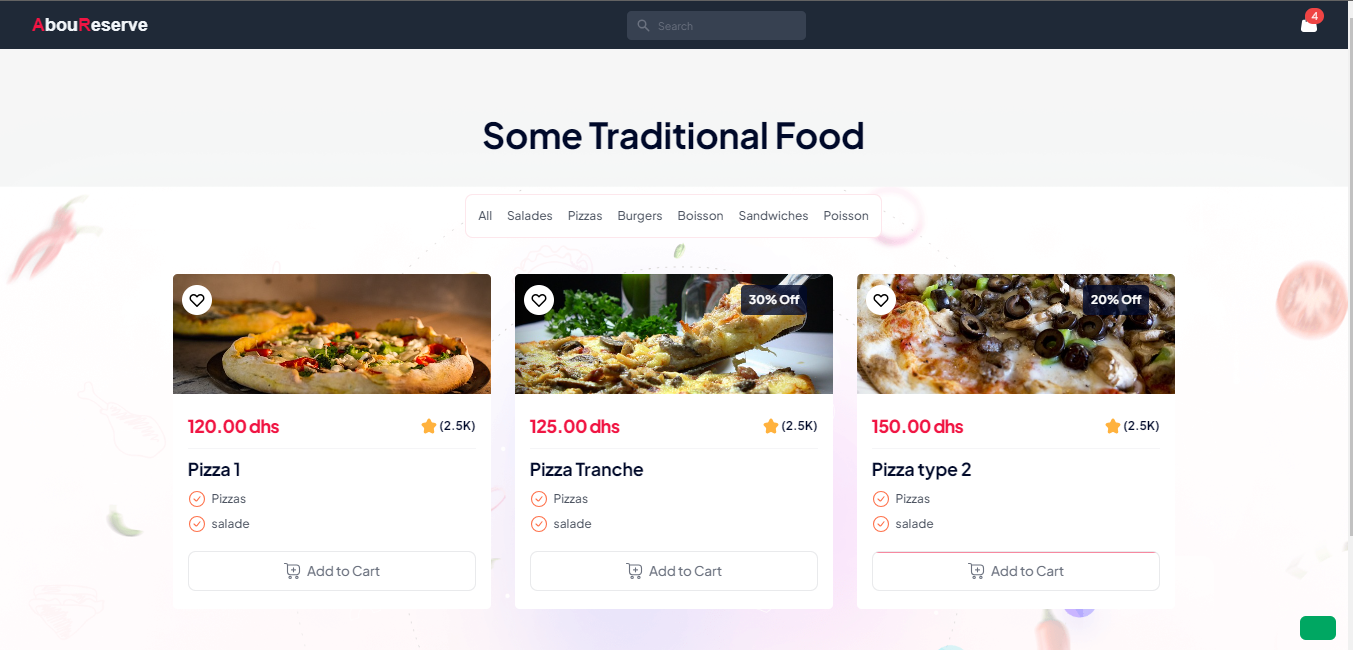 AbouReserve
Search
4
Some Traditional Food
All Salades Pizzas Burgers Boisson Sandwiches Poisson
30% Off
20% Off
120.00 dhs (2.5K)
125.00 dhs (2.5K)
150.00 dhs (2.5K)
Pizza 1
Pizza Tranche
Pizza type 2
Pizzas
Pizzas
Pizzas
salade
salade
salade
Add to Cart
Add to Cart
Add to Cart